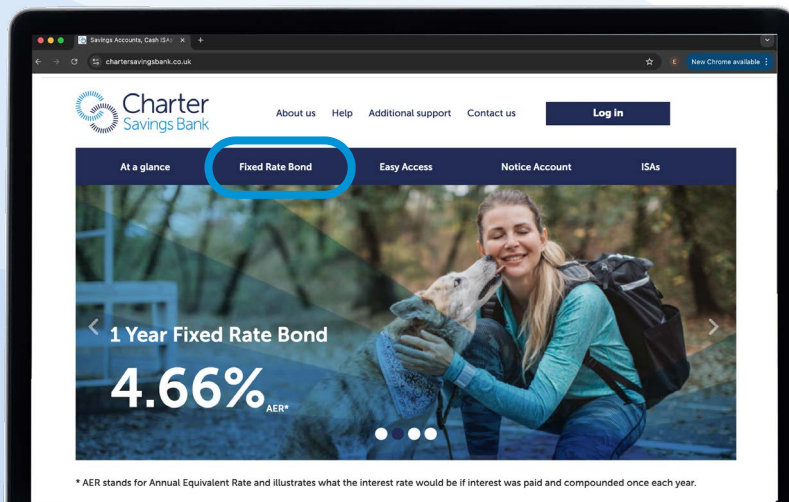 Savings Accounts, Cash ISAs
chartersavingsbank.co.uk
E
New Chrome available
Charter
Savings Bank
About us Help Additional support Contact us Log in
At a glance Fixed Rate Bond Easy Access Notice Account ISAs
1 Year Fixed Rate Bond
4.66%
AER*
* AER stands for Annual Equivalent Rate and illustrates what the interest rate would be if interest was paid and compounded once each year.